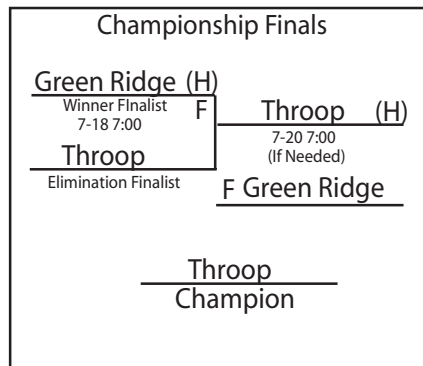 Championship Finals
Green Ridge (H)
Winner FInalist
7-18 7:00
F
Throop (H)
7-20 7:00
(If Needed)
Throop
Elimination Finalist
F Green Ridge
Throop
Champion